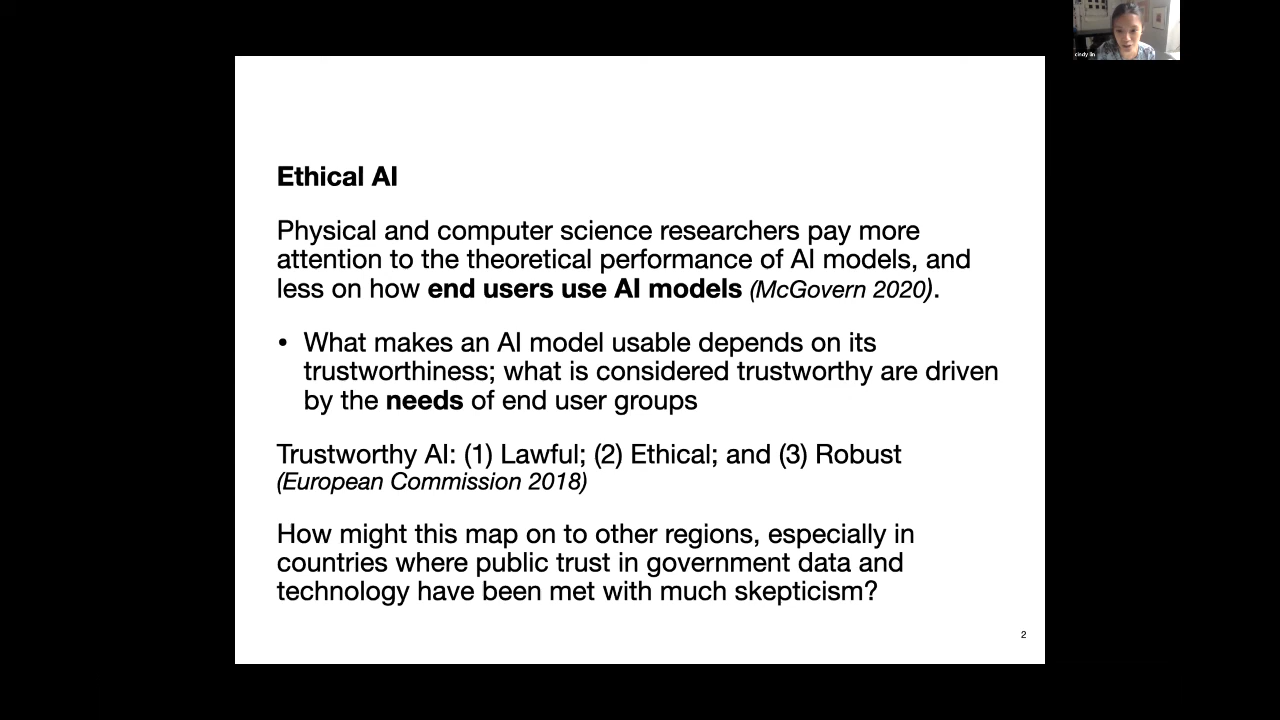 cindy lin
Ethical AI
Physical and computer science researchers pay more
attention to the theoretical performance of AI models, and
less on how end users use AI models (McGovern 2020).
• What makes an AI model usable depends on its
trustworthiness; what is considered trustworthy are driven
by the needs of end user groups
Trustworthy AI: (1) Lawful; (2) Ethical; and (3) Robust
(European Commission 2018)
How might this map on to other regions, especially in
countries where public trust in government data and
technology have been met with much skepticism?
2